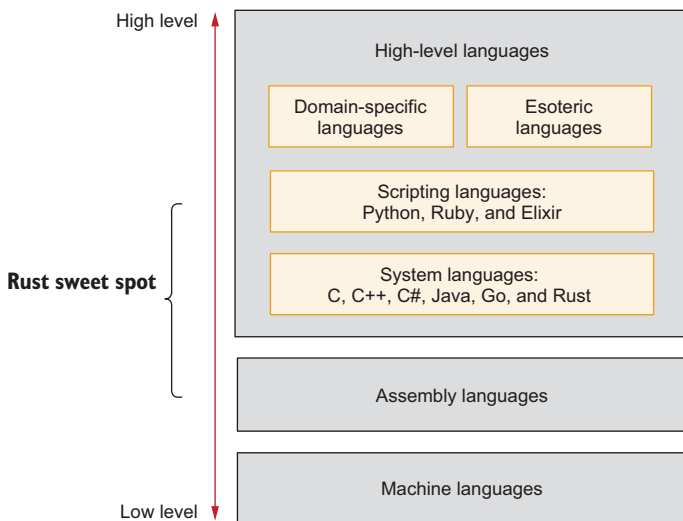 High level
High-level languages
Domain-specific
languages
Esoteric
languages
Scripting languages:
Python, Ruby, and Elixir
Rust sweet spot
System languages:
C, C++, C#, Java, Go, and Rust
Assembly languages
Machine languages
Low level